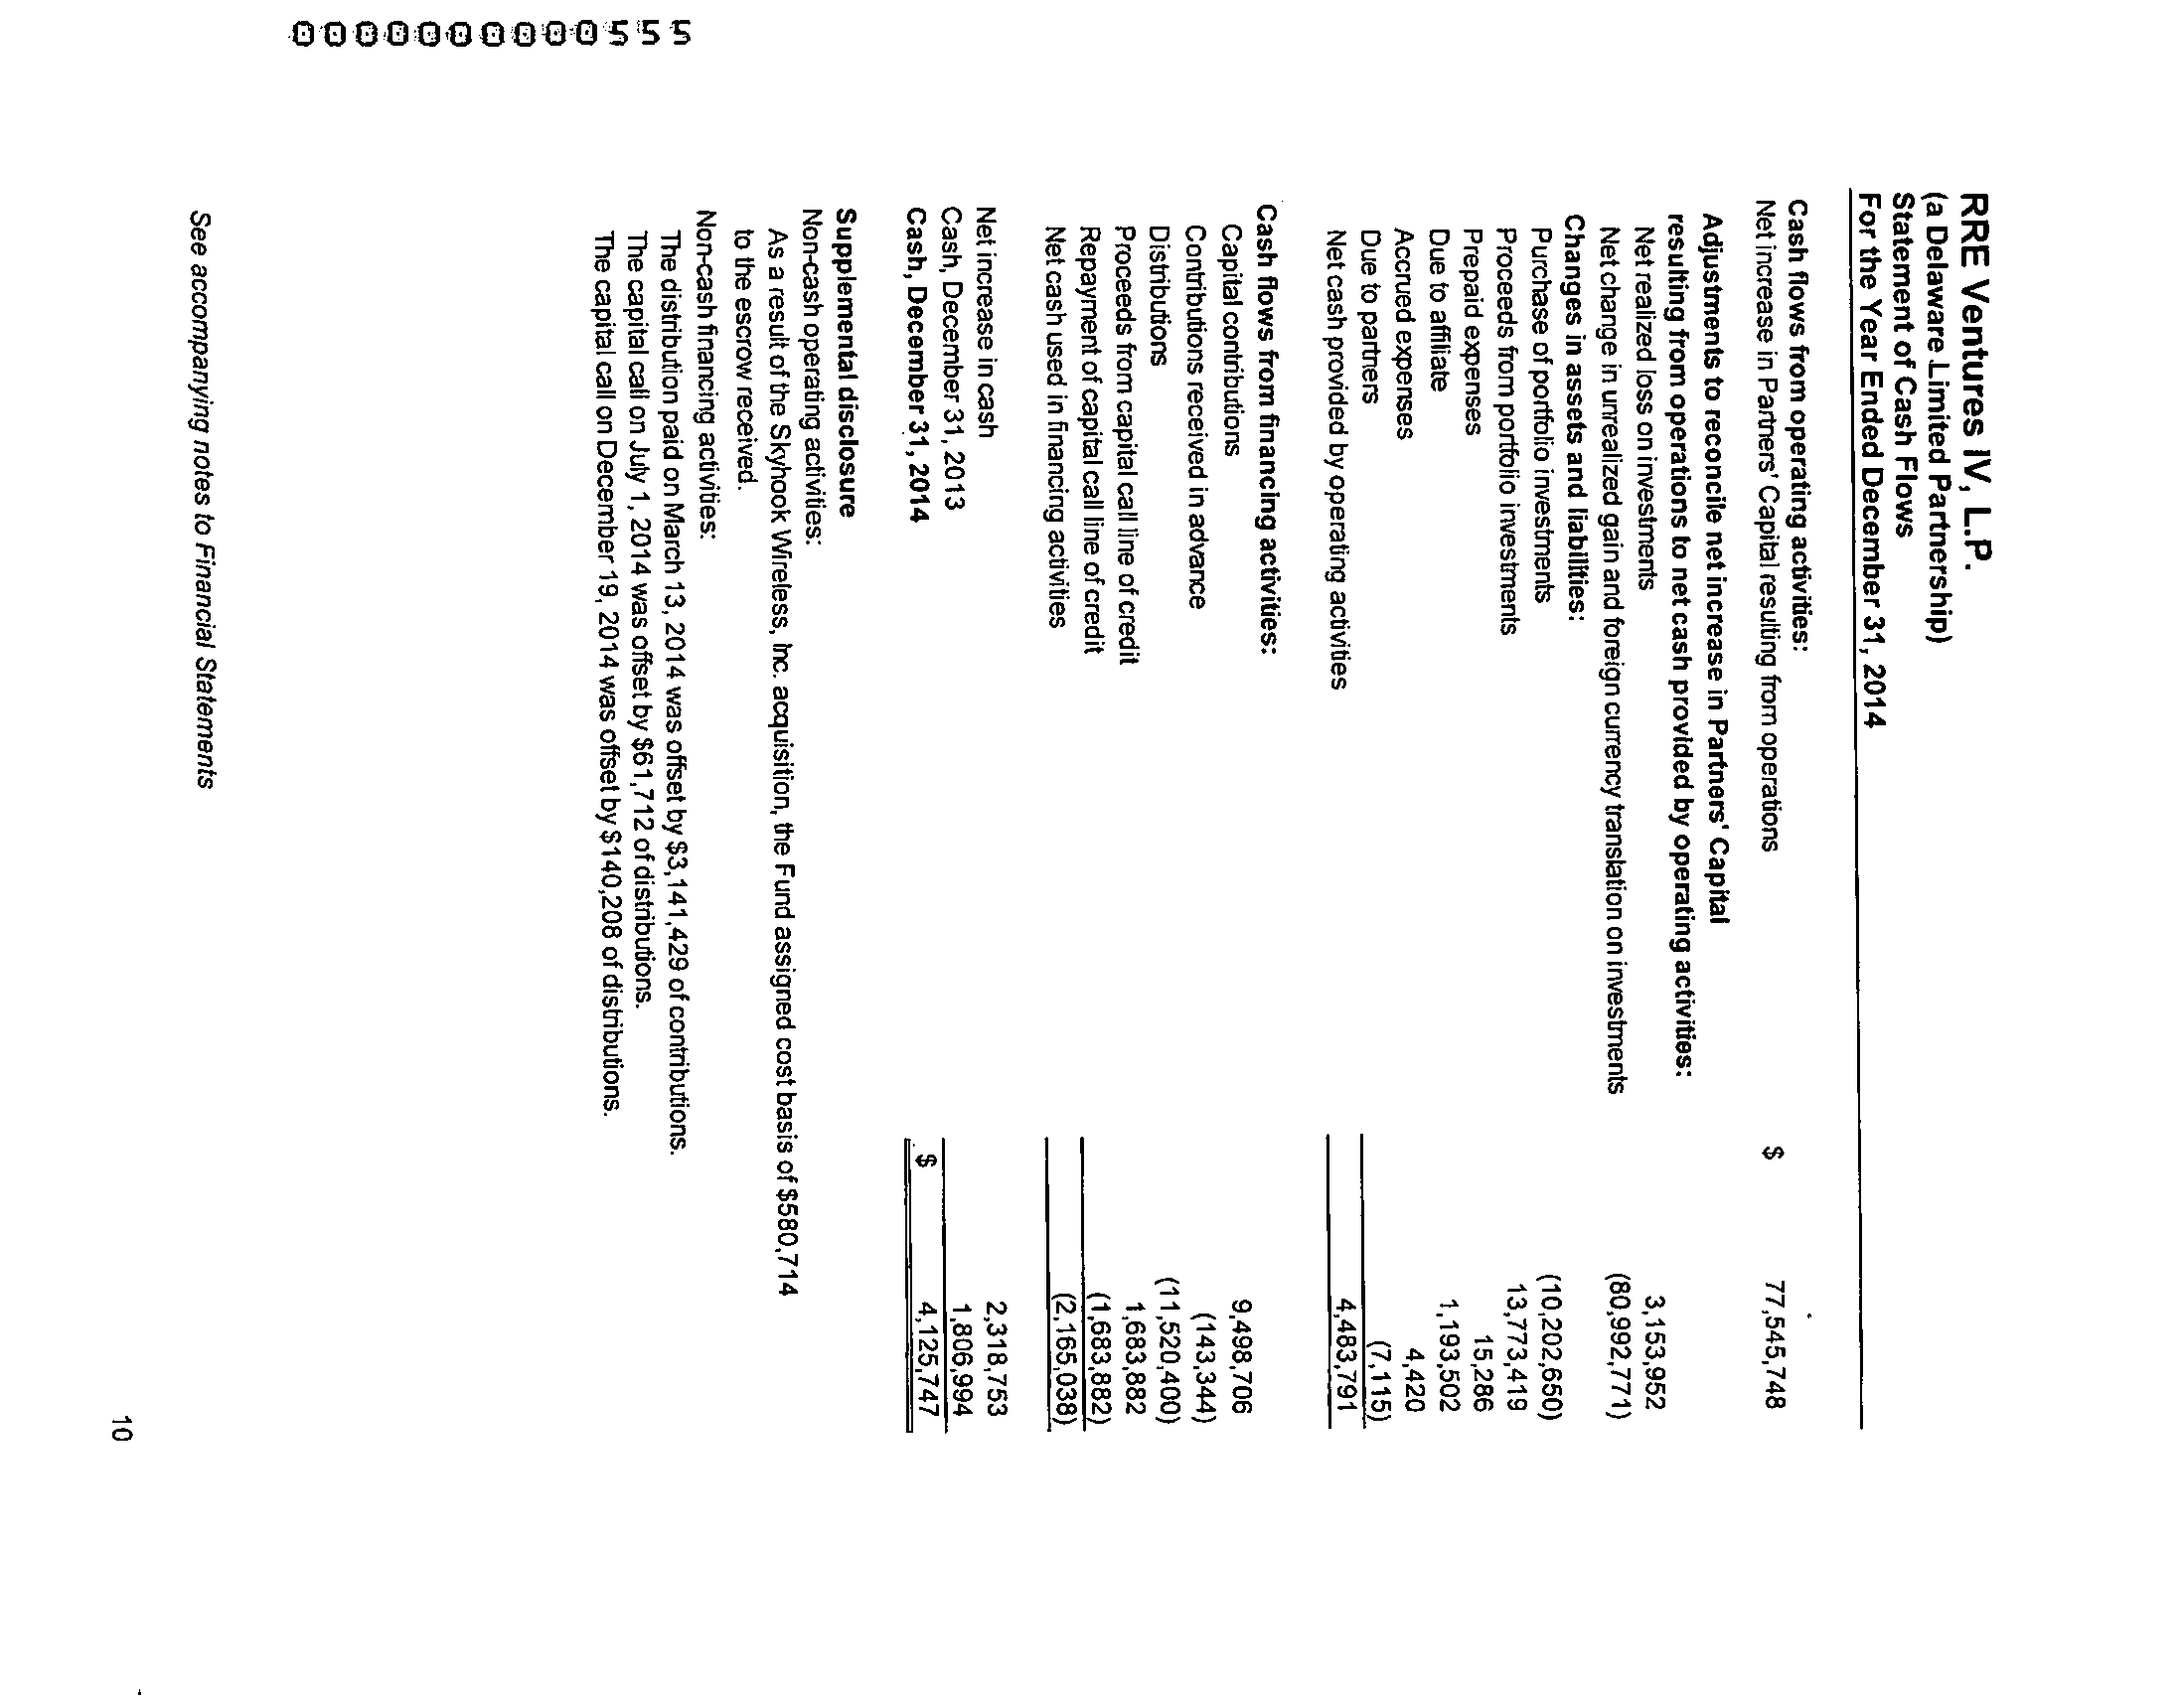 RRE Ventures IV, L.P.
(a Delaware Limited Partnership)
Statement of Cash Flows
For the Year Ended December 31, 2014
Cash flows from operating activities:
Net increase in Partners' Capital resulting from operations $ 77,545,748
Adjustments to reconcile net increase in Partners' Capital
resulting from operations to net cash provided by operating activities:
Net realized loss on investments 3,153,952
Net change in unrealized gain and foreign currency translation on investments (80,992,771)
Changes in assets and liabilities:
Purchase of portfolio investments (10,202,650)
Proceeds from portfolio investments 13,773,419
Prepaid expenses 15,286
Due to affiliate 1,193,502
Accrued expenses 4,420
Due to partners (7,115)
Net cash provided by operating activities 4,483,791
Cash flows from financing activities:
Capital contributions 9,498,706
Contributions received in advance (143,344)
Distributions (11,520,400)
Proceeds from capital call line of credit 1,683,882
Repayment of capital call line of credit (1,683,882)
Net cash used in financing activities (2,165,038)
Net increase in cash 2,318,753
Cash, December 31, 2013 1,806,994
Cash, December 31, 2014 $ 4,125,747
Supplemental disclosure
Non-cash operating activities:
As a result of the Skyhook Wireless, Inc. acquisition, the Fund assigned cost basis of $580,714
to the escrow received.
Non-cash financing activities:
The distribution paid on March 13, 2014 was offset by $3,141,429 of contributions.
The capital call on July 1, 2014 was offset by $61,712 of distributions.
The capital call on December 19, 2014 was offset by $140,208 of distributions.
See accompanying notes to Financial Statements
10
0000000000555